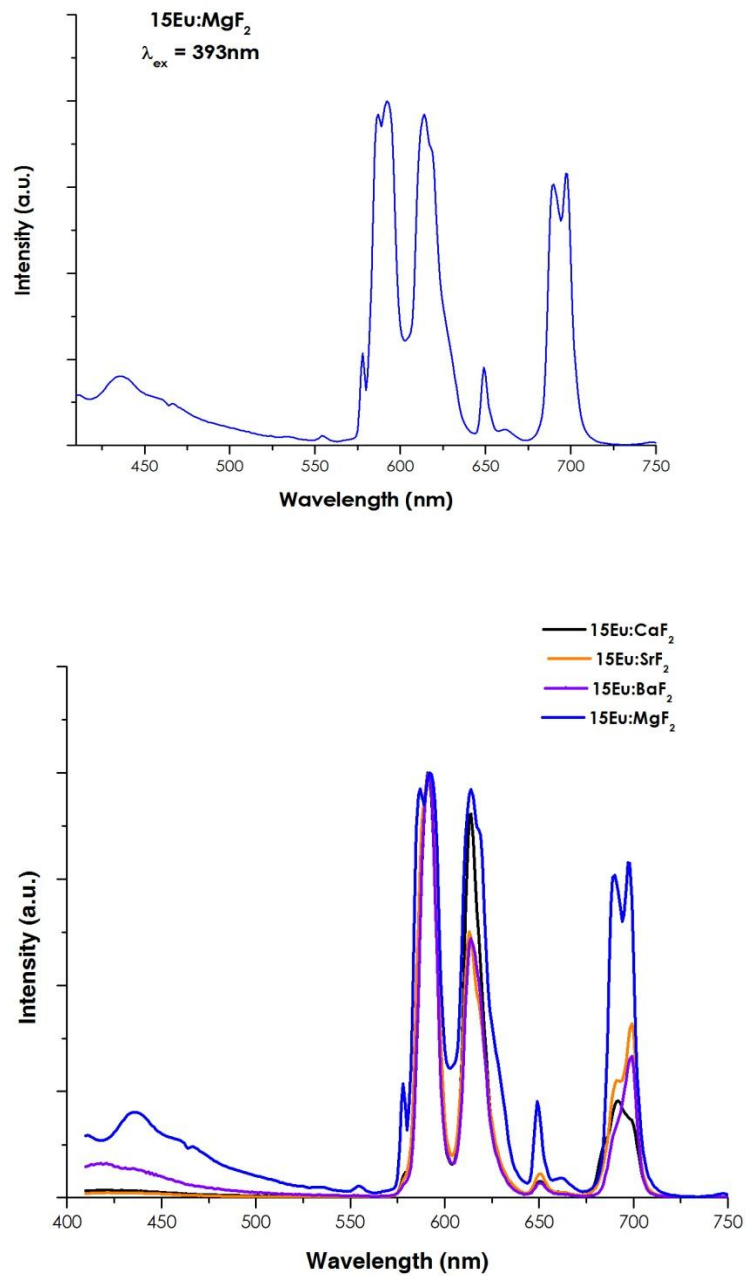 15Eu:MgF₂
λₑₓ = 393nm
Intensity (a.u.)
450 500 550 600 650 700 750
Wavelength (nm)
15Eu:CaF₂
15Eu:SrF₂
15Eu:BaF₂
15Eu:MgF₂
Intensity (a.u.)
400 450 500 550 600 650 700 750
Wavelength (nm)